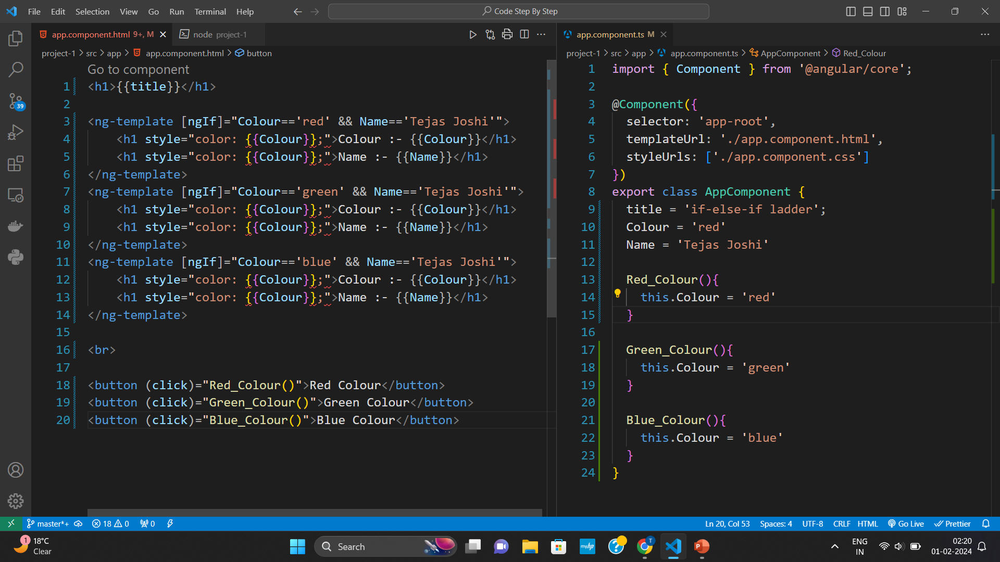 File Edit Selection View Go Run Terminal Help
Code Step By Step
app.component.html 9+, M
node project-1
project-1 > src > app > app.component.html > button
Go to component
1 <h1>{{title}}</h1>
2
3 <ng-template [ngIf]="Colour=='red' && Name=='Tejas Joshi'">
4 <h1 style="color: {{Colour}};">Colour :- {{Colour}}</h1>
5 <h1 style="color: {{Colour}};">Name :- {{Name}}</h1>
6 </ng-template>
7 <ng-template [ngIf]="Colour=='green' && Name=='Tejas Joshi'">
8 <h1 style="color: {{Colour}};">Colour :- {{Colour}}</h1>
9 <h1 style="color: {{Colour}};">Name :- {{Name}}</h1>
10 </ng-template>
11 <ng-template [ngIf]="Colour=='blue' && Name=='Tejas Joshi'">
12 <h1 style="color: {{Colour}};">Colour :- {{Colour}}</h1>
13 <h1 style="color: {{Colour}};">Name :- {{Name}}</h1>
14 </ng-template>
15
16 <br>
17
18 <button (click)="Red_Colour()">Red Colour</button>
19 <button (click)="Green_Colour()">Green Colour</button>
20 <button (click)="Blue_Colour()">Blue Colour</button>
app.component.ts M
project-1 > src > app > app.component.ts > AppComponent > Red_Colour
1 import { Component } from '@angular/core';
2
3 @Component({
4 selector: 'app-root',
5 templateUrl: './app.component.html',
6 styleUrls: ['./app.component.css']
7 })
8 export class AppComponent {
9 title = 'if-else-if ladder';
10 Colour = 'red'
11 Name = 'Tejas Joshi'
12
13 Red_Colour(){
14 this.Colour = 'red'
15 }
16
17 Green_Colour(){
18 this.Colour = 'green'
19 }
20
21 Blue_Colour(){
22 this.Colour = 'blue'
23 }
24 }
39
master*+ 18 0 0
Ln 20, Col 53 Spaces: 4 UTF-8 CRLF HTML Go Live Prettier
1
18°C
Clear
Search
myhp
T
P
ENG
IN
02:20
01-02-2024